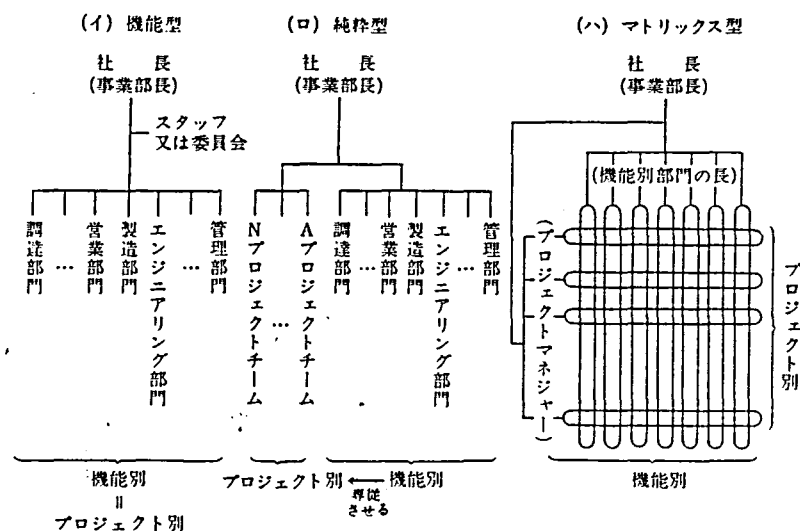 (イ) 機能型
社 長
(事業部長)
スタッフ
又は委員会
調達部門
…
営業部門
製造部門
エンジニアリング部門
…
管理部門
機能別
॥
プロジェクト別
(ロ) 純粋型
社 長
(事業部長)
Nプロジェクトチーム
…
Aプロジェクトチーム
調達部門
…
営業部門
製造部門
エンジニアリング部門
…
管理部門
プロジェクト別
専従
させる
機能別
(ハ) マトリックス型
社 長
(事業部長)
(機能別部門の長)
(プロジェクトマネジャー)
プロジェクト別
機能別